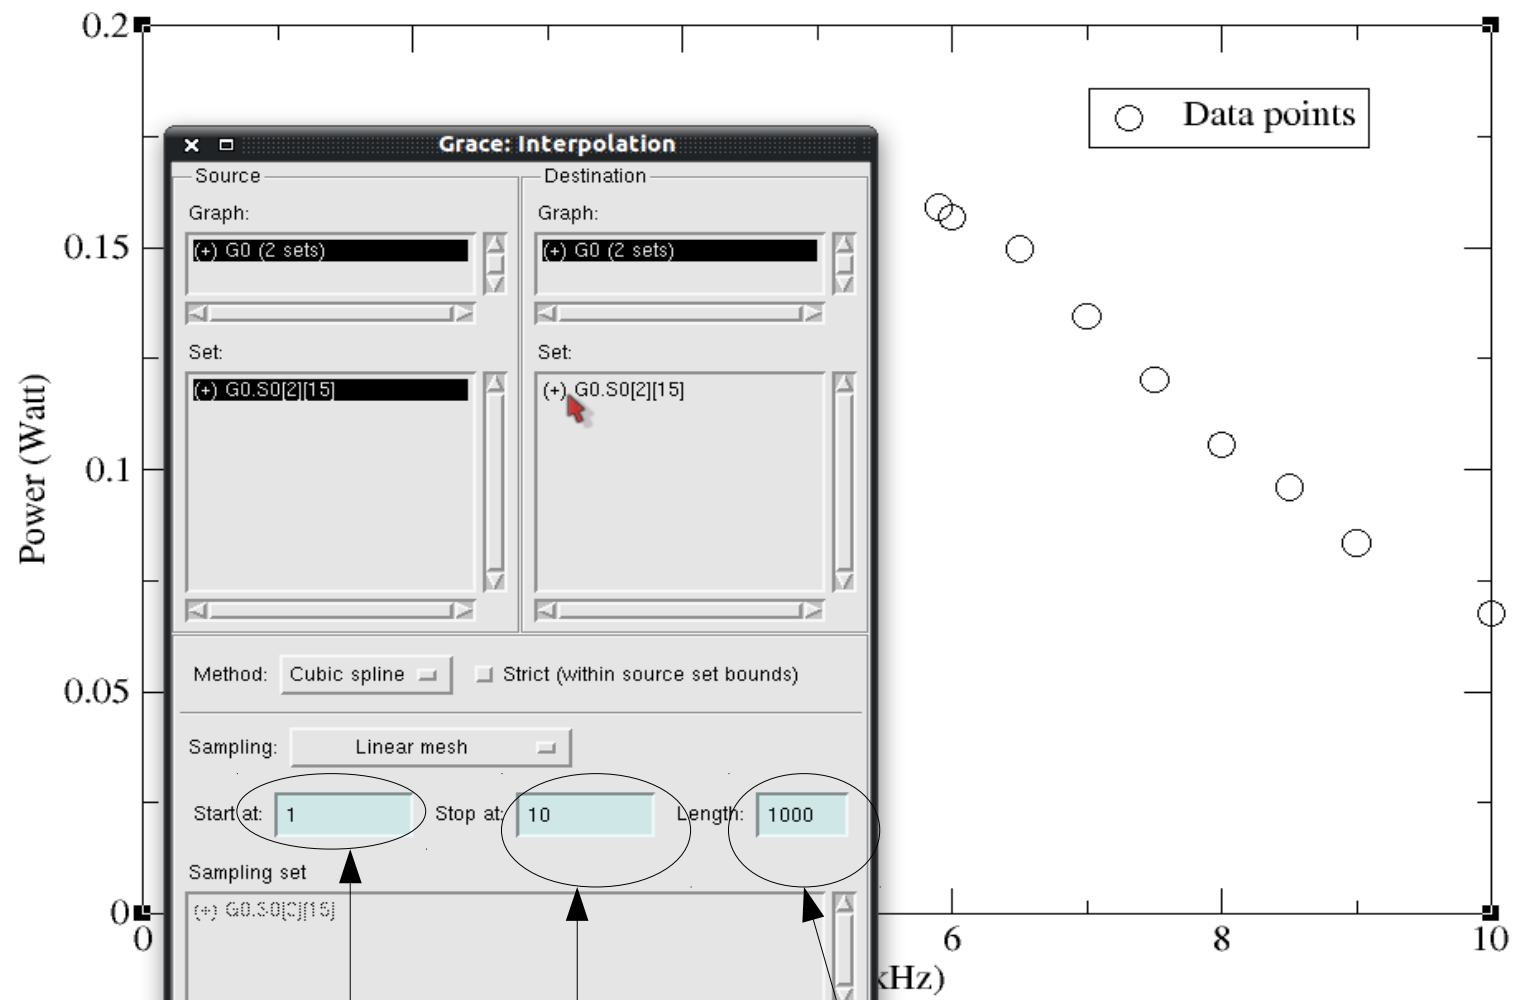 0.2
Data points
Grace: Interpolation
Source
Destination
Graph:
Graph:
(+) G0 (2 sets)
(+) G0 (2 sets)
0.15
Set:
Set:
(+) G0.S0[2][15]
(+) G0.S0[2][15]
Power (Watt)
0.1
Method: Cubic spline
Strict (within source set bounds)
0.05
Sampling: Linear mesh
Start at: 1 Stop at: 10 Length: 1000
Sampling set
0
0 6 8 10
kHz)